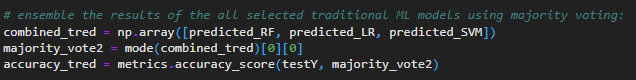 # ensemble the results of the all selected traditional ML models using majority voting:
combined_tred = np.array([predicted_RF, predicted_LR, predicted_SVM])
majority_vote2 = mode(combined_tred)[0][0]
accuracy_tred = metrics.accuracy_score(testY, majority_vote2)